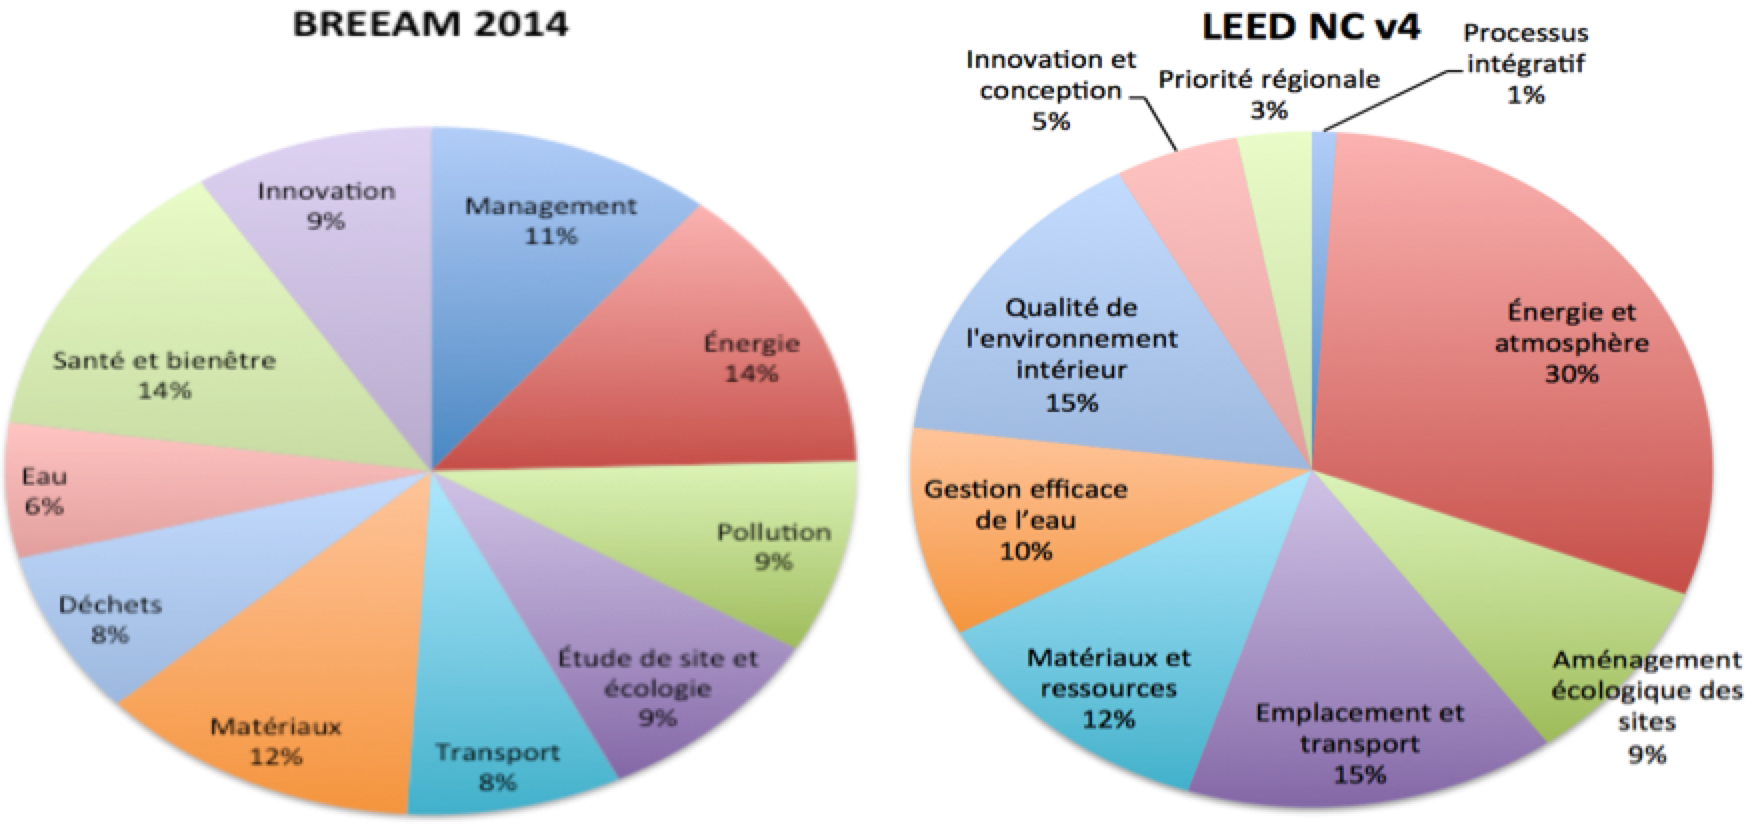 BREEAM 2014
Innovation
9%
Management
11%
Énergie
14%
Pollution
9%
Étude de site et
écologie
9%
Transport
8%
Matériaux
12%
Déchets
8%
Eau
6%
Santé et bienêtre
14%
LEED NC v4
Processus
intégratif
1%
Innovation et
conception
5%
Priorité régionale
3%
Énergie et
atmosphère
30%
Aménagement
écologique des
sites
9%
Emplacement et
transport
15%
Matériaux et
ressources
12%
Gestion efficace
de l’eau
10%
Qualité de
l'environnement
intérieur
15%